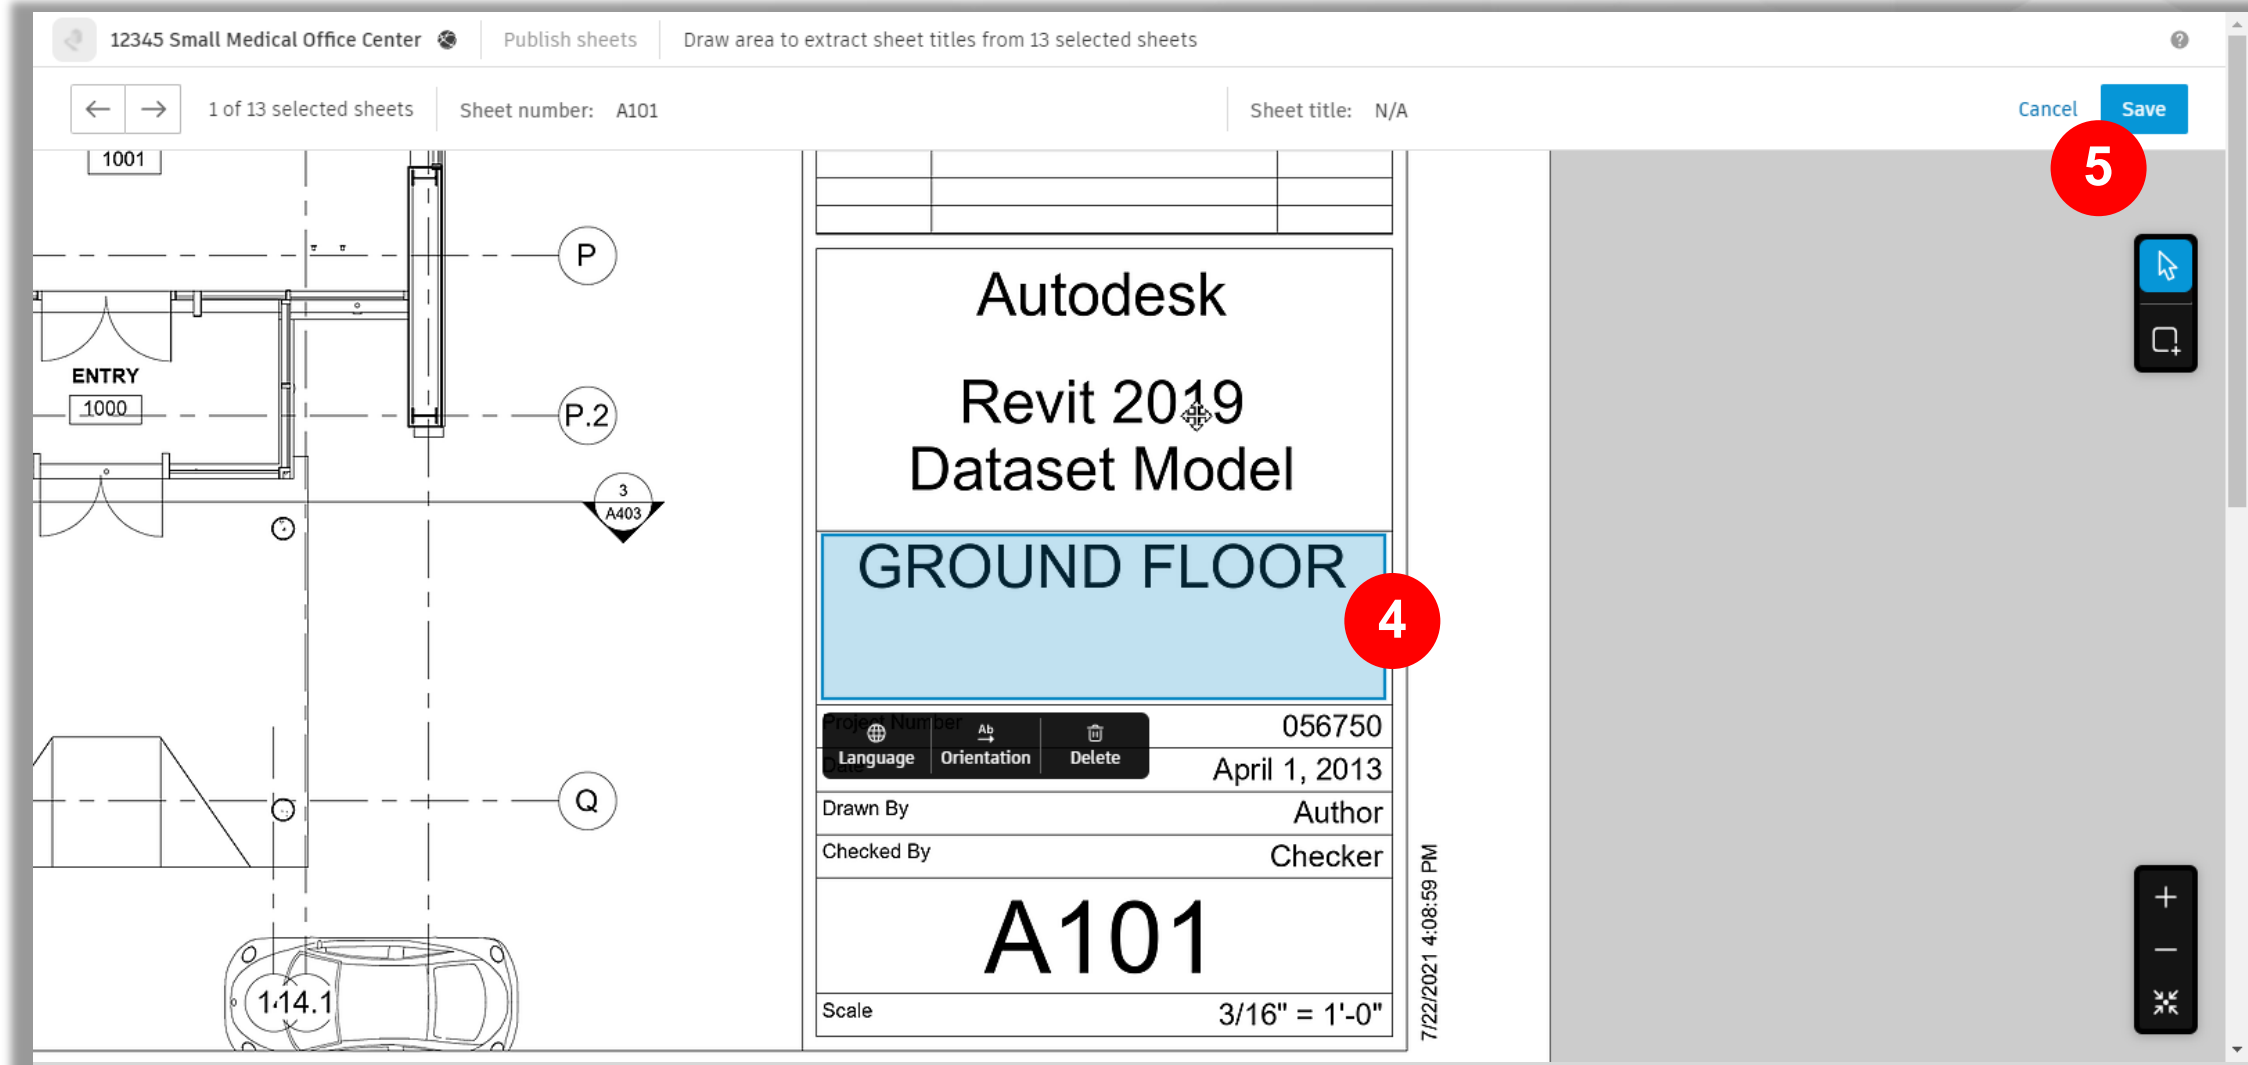 12345 Small Medical Office Center
Publish sheets
Draw area to extract sheet titles from 13 selected sheets
1 of 13 selected sheets
Sheet number: A101
Sheet title: N/A
Cancel
Save
5
1001
P
ENTRY
1000
P.2
3
A403
Q
14.1
Autodesk
Revit 2019
Dataset Model
GROUND FLOOR
4
Project Number
056750
Language
Orientation
Delete
Date
April 1, 2013
Drawn By
Author
Checked By
Checker
A101
Scale
3/16" = 1'-0"
7/22/2021 4:08:59 PM